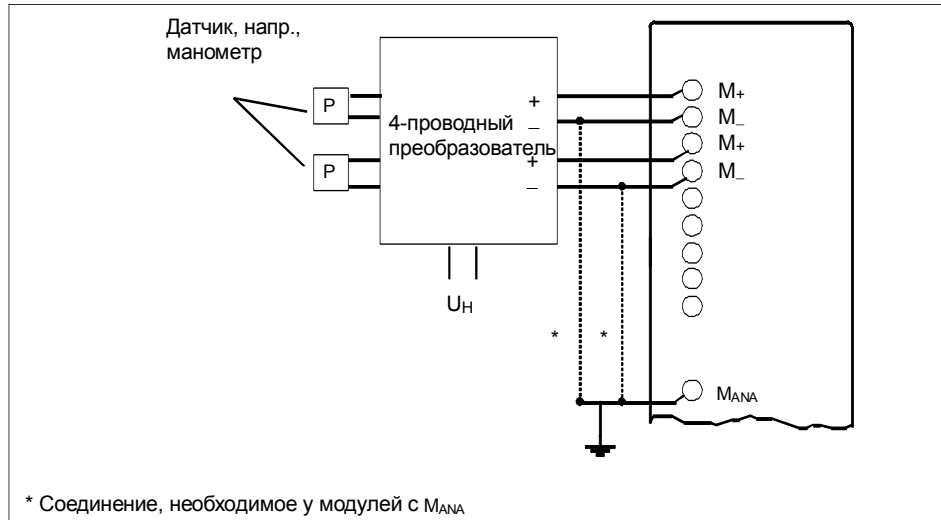 Датчик, напр.,
манометр
P
P
4-проводный
преобразователь
+
–
+
–
M+
M–
M+
M–
UH
* *
MANA
* Соединение, необходимое у модулей с MANA